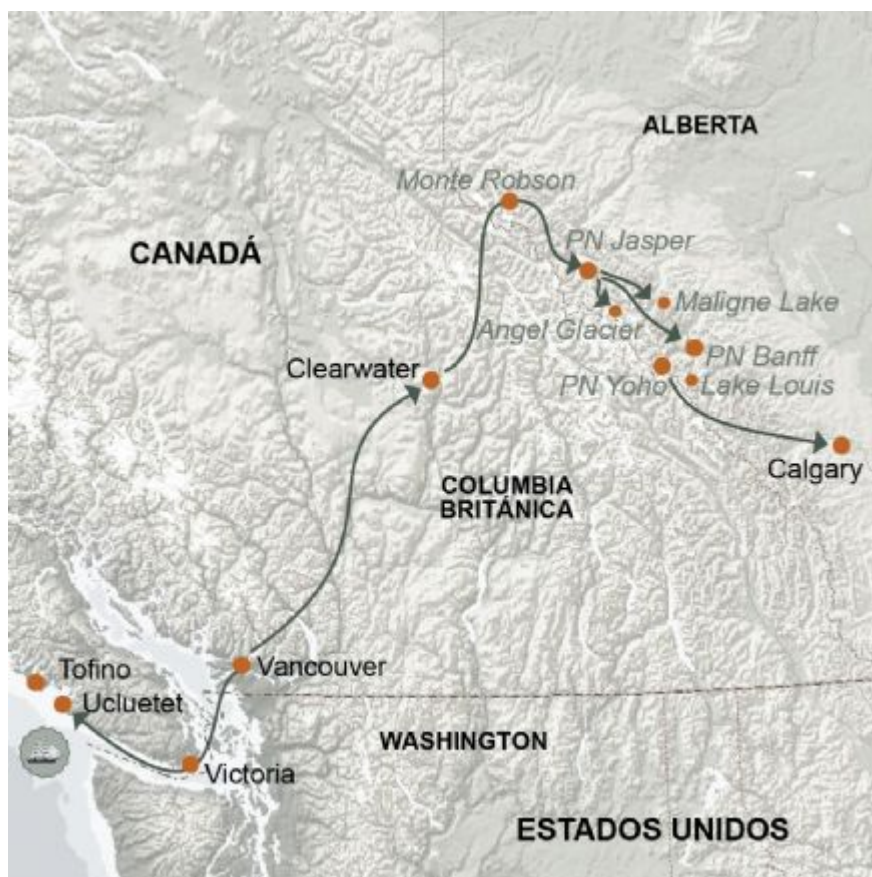 ALBERTA
Monte Robson
CANADÁ
PN Jasper
Maligne Lake
Angel Glacier
Clearwater
PN Banff
PN Yoho
Lake Louis
Calgary
COLUMBIA
BRITÁNICA
Tofino
Vancouver
Ucluetet
WASHINGTON
Victoria
ESTADOS UNIDOS